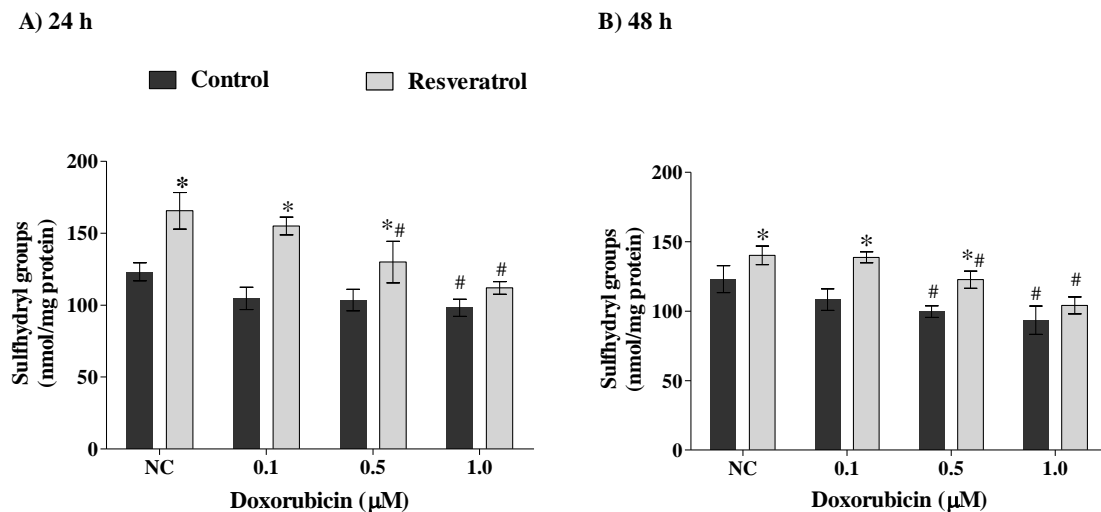 A) 24 h
B) 48 h
Control
Resveratrol
Sulfhydryl groups
(nmol/mg protein)
200
150
100
50
0
*
*
*#
#
#
NC
0.1
0.5
1.0
Doxorubicin (μM)
Sulfhydryl groups
(nmol/mg protein)
200
150
100
50
0
*
*
#
*#
#
#
NC
0.1
0.5
1.0
Doxorubicin (μM)